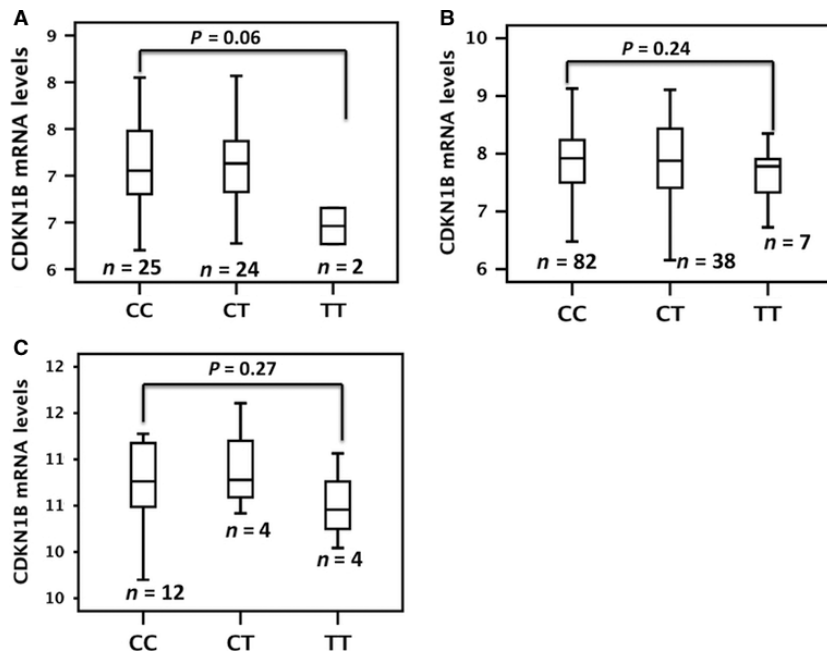 A
CDKN1B mRNA levels
9
8
8
7
7
6
P = 0.06
n = 25
n = 24
n = 2
CC
CT
TT
B
CDKN1B mRNA levels
10
9
8
7
6
P = 0.24
n = 82
n = 38
n = 7
CC
CT
TT
C
CDKN1B mRNA levels
12
12
11
11
10
10
P = 0.27
n = 12
n = 4
n = 4
CC
CT
TT